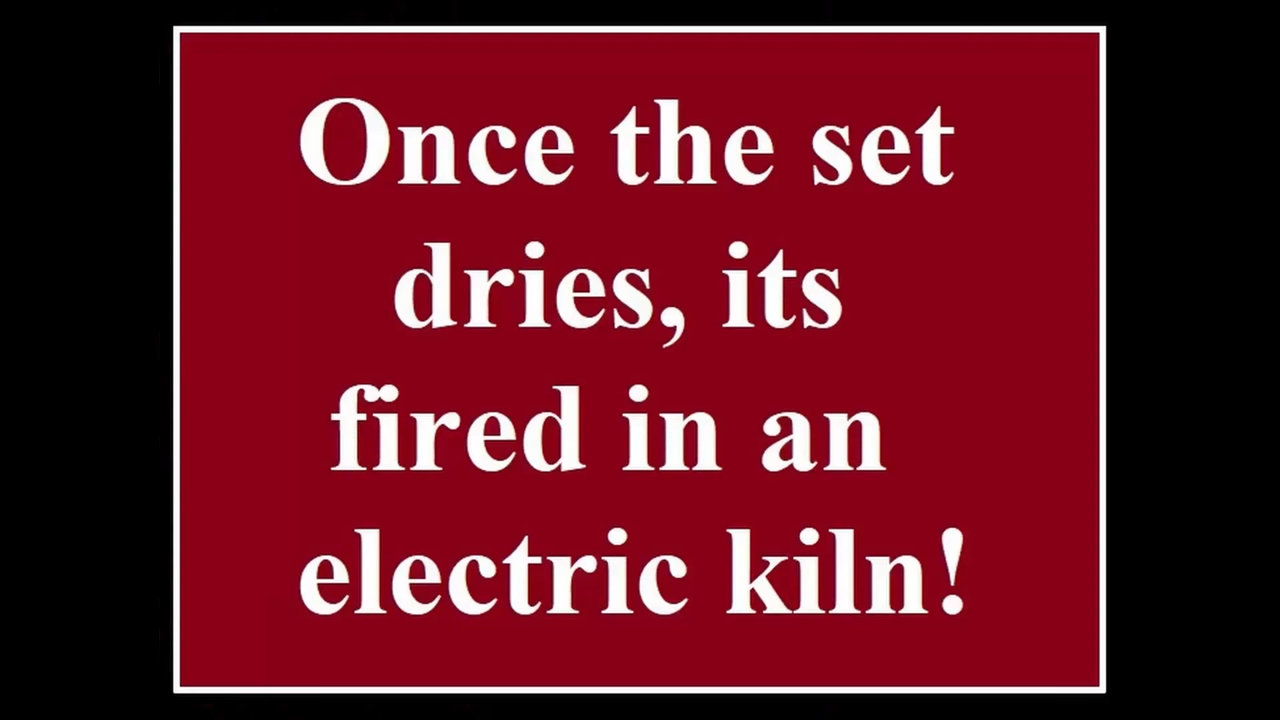 Once the set
dries, its
fired in an
electric kiln!